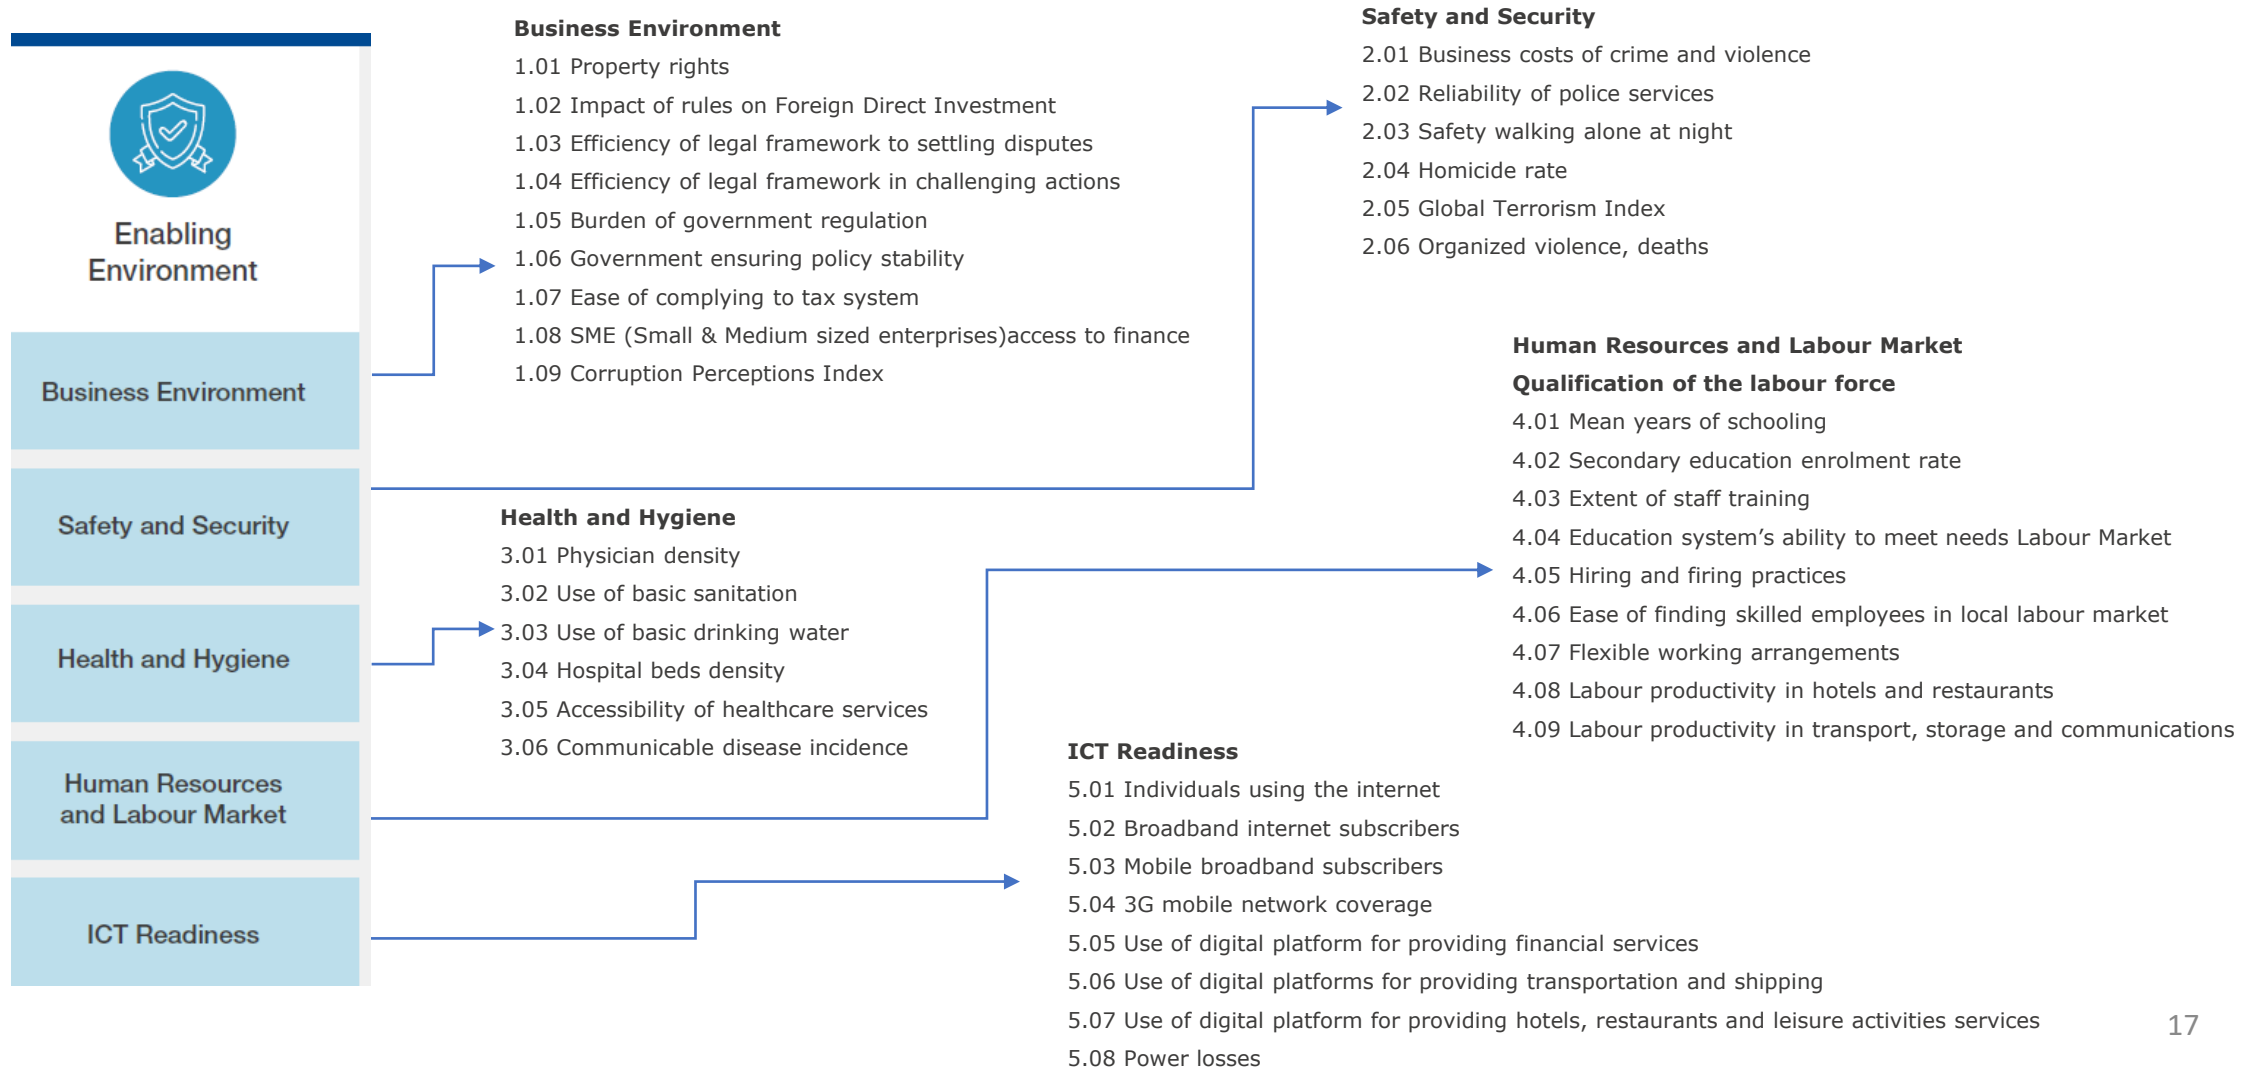 Enabling
Environment
Business Environment
Safety and Security
Health and Hygiene
Human Resources
and Labour Market
ICT Readiness
Business Environment
1.01 Property rights
1.02 Impact of rules on Foreign Direct Investment
1.03 Efficiency of legal framework to settling disputes
1.04 Efficiency of legal framework in challenging actions
1.05 Burden of government regulation
1.06 Government ensuring policy stability
1.07 Ease of complying to tax system
1.08 SME (Small & Medium sized enterprises)access to finance
1.09 Corruption Perceptions Index
Safety and Security
2.01 Business costs of crime and violence
2.02 Reliability of police services
2.03 Safety walking alone at night
2.04 Homicide rate
2.05 Global Terrorism Index
2.06 Organized violence, deaths
Health and Hygiene
3.01 Physician density
3.02 Use of basic sanitation
3.03 Use of basic drinking water
3.04 Hospital beds density
3.05 Accessibility of healthcare services
3.06 Communicable disease incidence
Human Resources and Labour Market
Qualification of the labour force
4.01 Mean years of schooling
4.02 Secondary education enrolment rate
4.03 Extent of staff training
4.04 Education system’s ability to meet needs Labour Market
4.05 Hiring and firing practices
4.06 Ease of finding skilled employees in local labour market
4.07 Flexible working arrangements
4.08 Labour productivity in hotels and restaurants
4.09 Labour productivity in transport, storage and communications
ICT Readiness
5.01 Individuals using the internet
5.02 Broadband internet subscribers
5.03 Mobile broadband subscribers
5.04 3G mobile network coverage
5.05 Use of digital platform for providing financial services
5.06 Use of digital platforms for providing transportation and shipping
5.07 Use of digital platform for providing hotels, restaurants and leisure activities services
5.08 Power losses
17